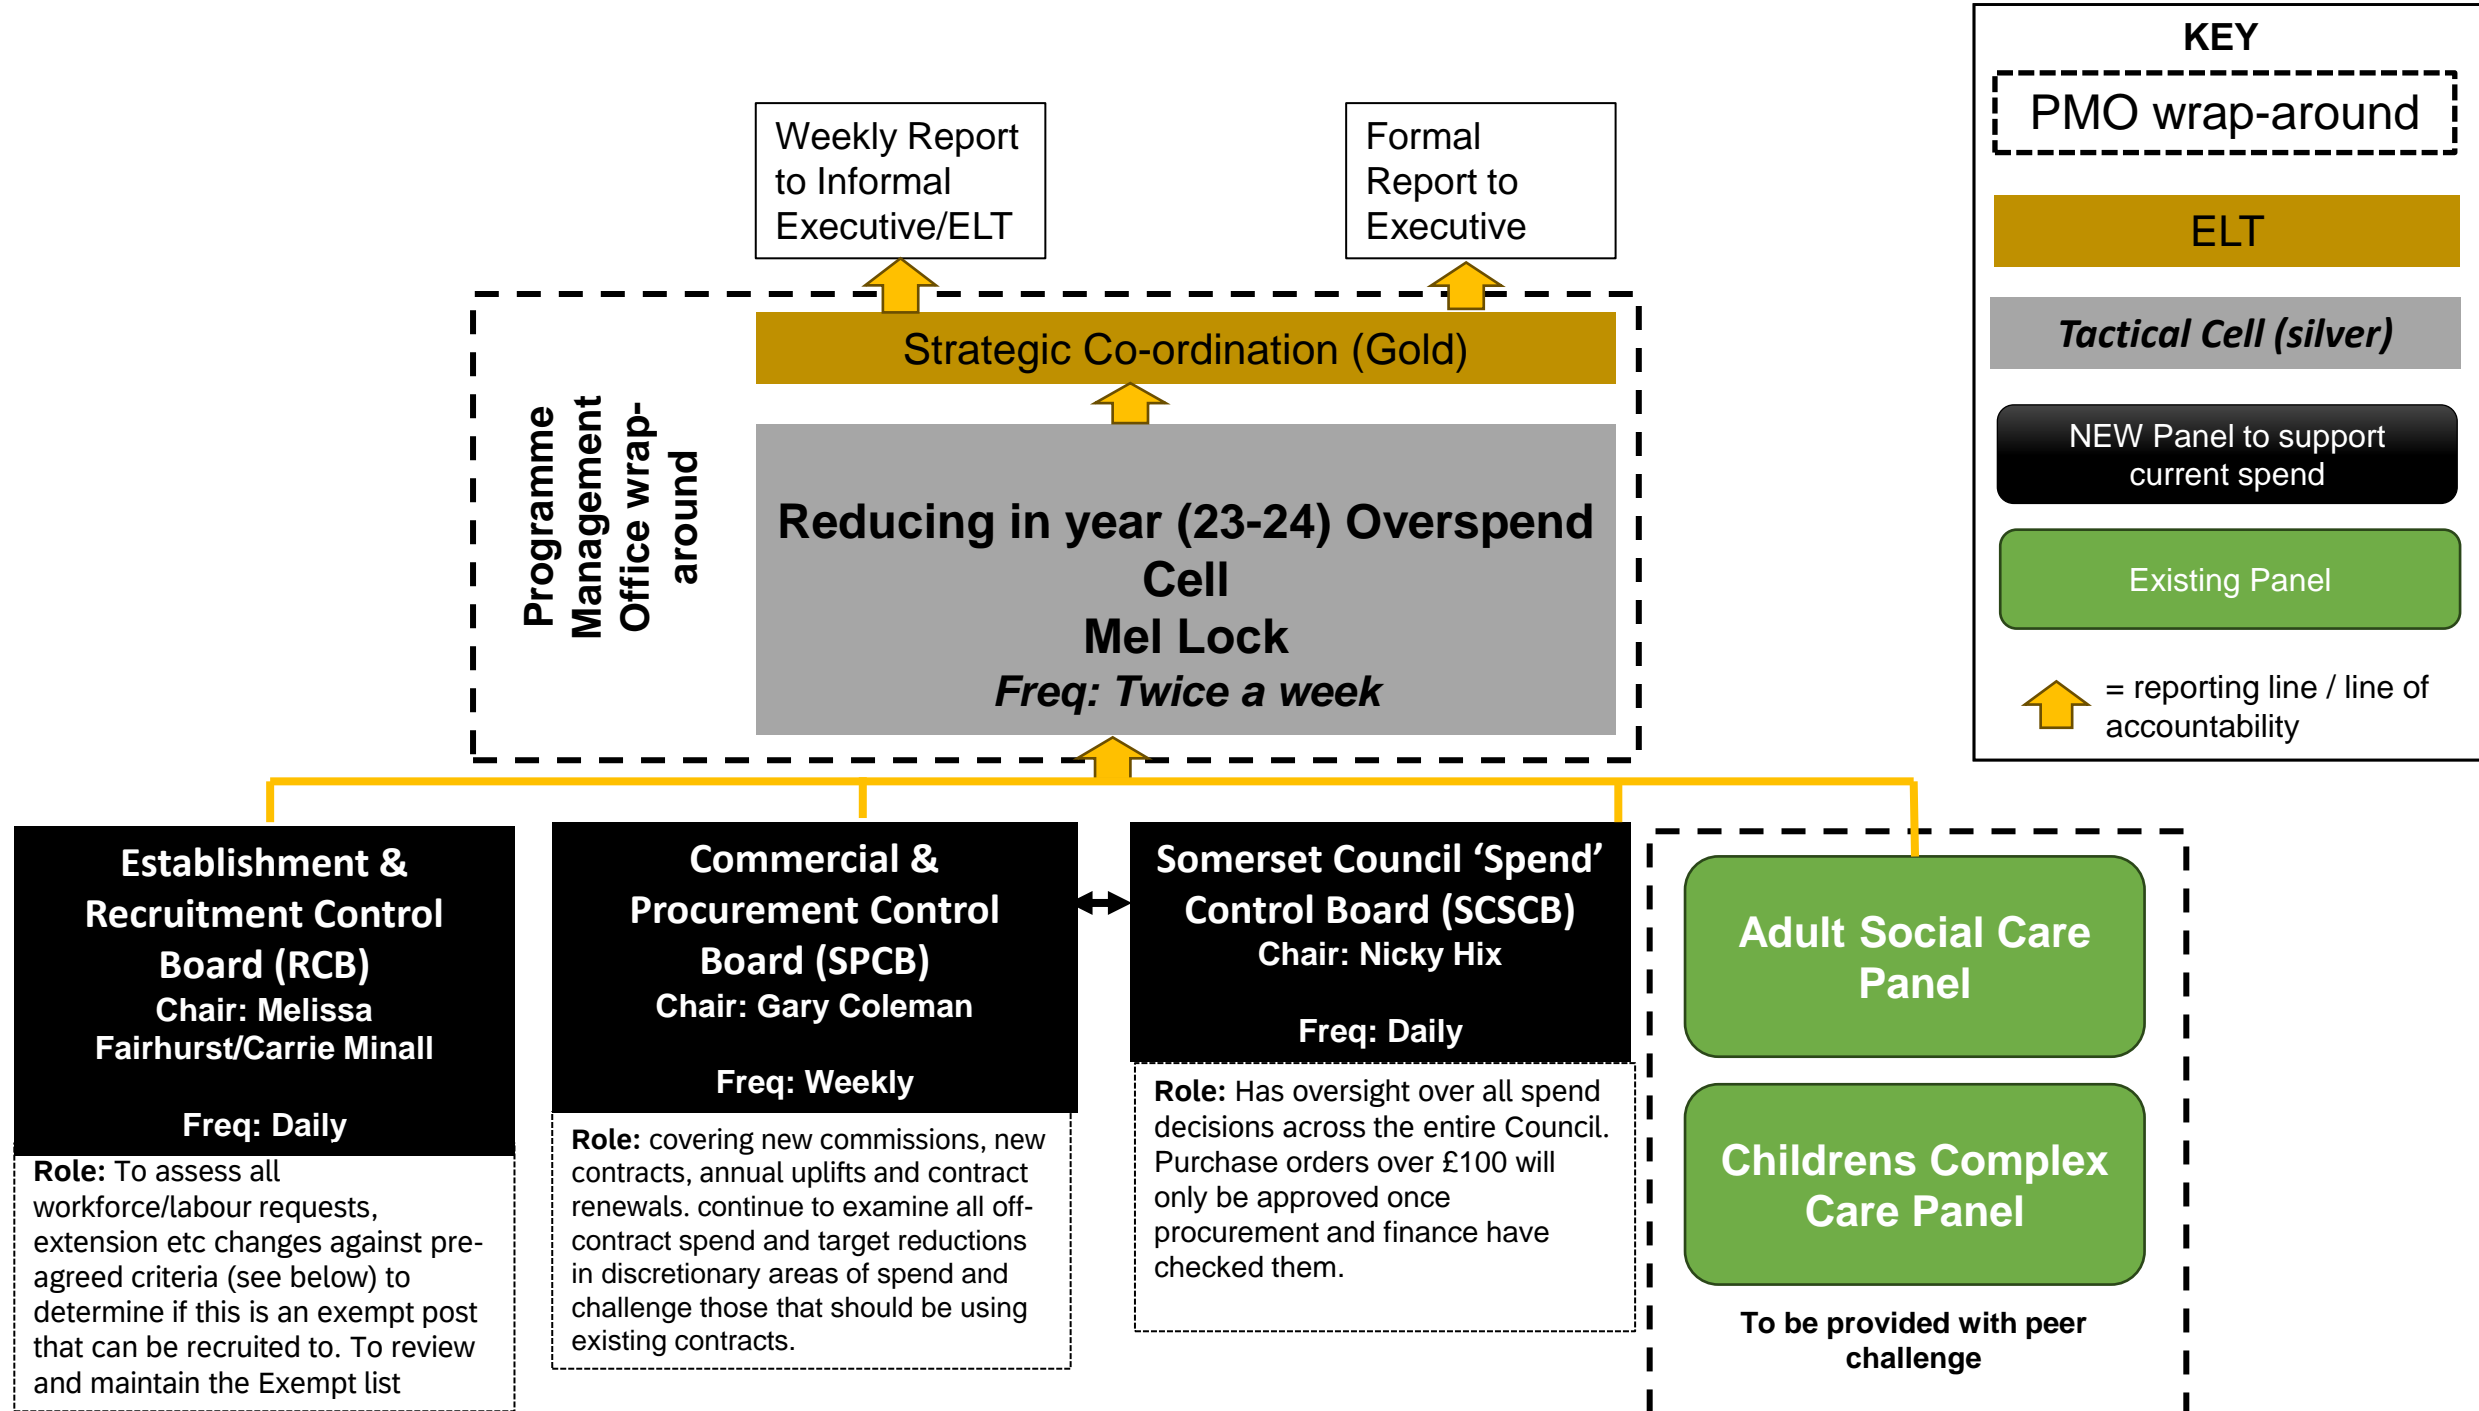 KEY
PMO wrap-around
ELT
Tactical Cell (silver)
NEW Panel to support
current spend
Existing Panel
= reporting line / line of
accountability
Weekly Report
to Informal
Executive/ELT
Formal
Report to
Executive
Programme
Management
Office wrap-
around
Strategic Co-ordination (Gold)
Reducing in year (23-24) Overspend
Cell
Mel Lock
Freq: Twice a week
Establishment &
Recruitment Control
Board (RCB)
Chair: Melissa
Fairhurst/Carrie Minall
Freq: Daily
Role: To assess all
workforce/labour requests,
extension etc changes against pre-
agreed criteria (see below) to
determine if this is an exempt post
that can be recruited to. To review
and maintain the Exempt list
Commercial &
Procurement Control
Board (SPCB)
Chair: Gary Coleman
Freq: Weekly
Role: covering new commissions, new
contracts, annual uplifts and contract
renewals. continue to examine all off-
contract spend and target reductions
in discretionary areas of spend and
challenge those that should be using
existing contracts.
Somerset Council ‘Spend’
Control Board (SCSCB)
Chair: Nicky Hix
Freq: Daily
Role: Has oversight over all spend
decisions across the entire Council.
Purchase orders over £100 will
only be approved once
procurement and finance have
checked them.
Adult Social Care
Panel
Childrens Complex
Care Panel
To be provided with peer
challenge